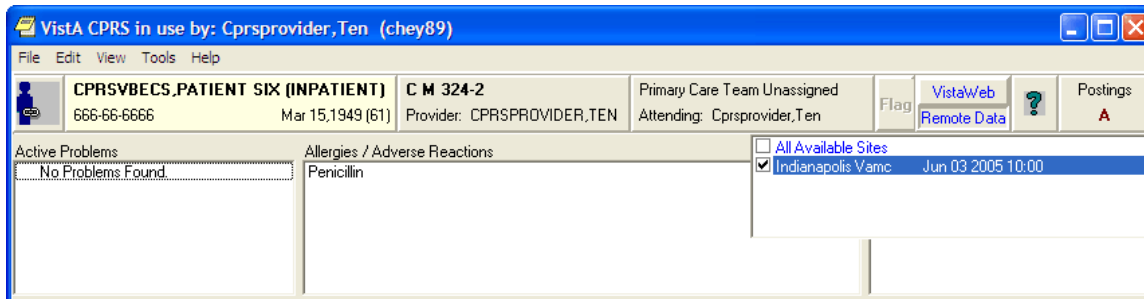 VistA CPRS in use by: Cprsprovider,Ten (chey89)
File Edit View Tools Help
CPRSVBECS,PATIENT SIX (INPATIENT)
666-66-6666 Mar 15,1949 (61)
C M 324-2
Provider: CPRSPROVIDER,TEN
Primary Care Team Unassigned
Attending: Cprsprovider,Ten
Flag
VistaWeb
Remote Data
?
Postings
A
Active Problems
No Problems Found.
Allergies / Adverse Reactions
Penicillin
All Available Sites
Indianapolis Vamc Jun 03 2005 10:00